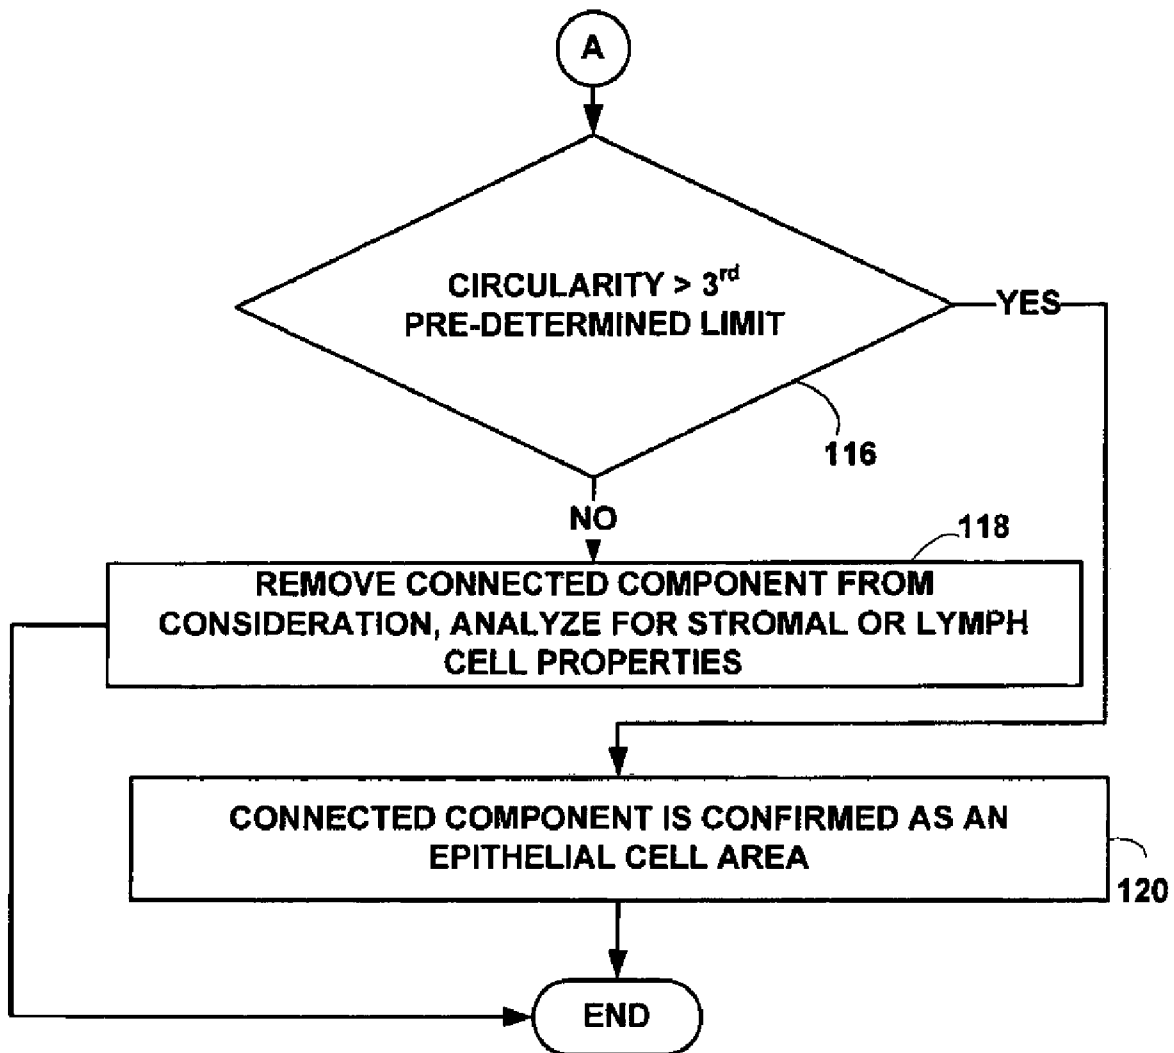 A
CIRCULARITY > 3rd
PRE-DETERMINED LIMIT
YES
116
NO
118
REMOVE CONNECTED COMPONENT FROM
CONSIDERATION, ANALYZE FOR STROMAL OR LYMPH
CELL PROPERTIES
CONNECTED COMPONENT IS CONFIRMED AS AN
EPITHELIAL CELL AREA
120
END